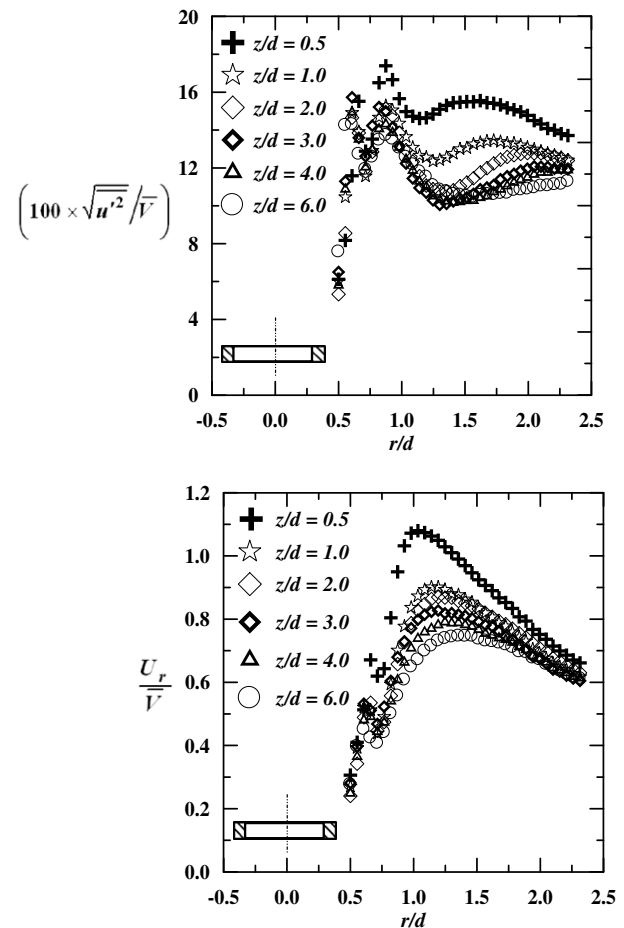 20
16
12
8
4
0
z/d = 0.5
z/d = 1.0
z/d = 2.0
z/d = 3.0
z/d = 4.0
z/d = 6.0
(100 × √u′² / V)
-0.5 0.0 0.5 1.0 1.5 2.0 2.5
r/d
1.2
1.0
0.8
0.6
0.4
0.2
0.0
z/d = 0.5
z/d = 1.0
z/d = 2.0
z/d = 3.0
z/d = 4.0
z/d = 6.0
U_r
V
-0.5 0.0 0.5 1.0 1.5 2.0 2.5
r/d